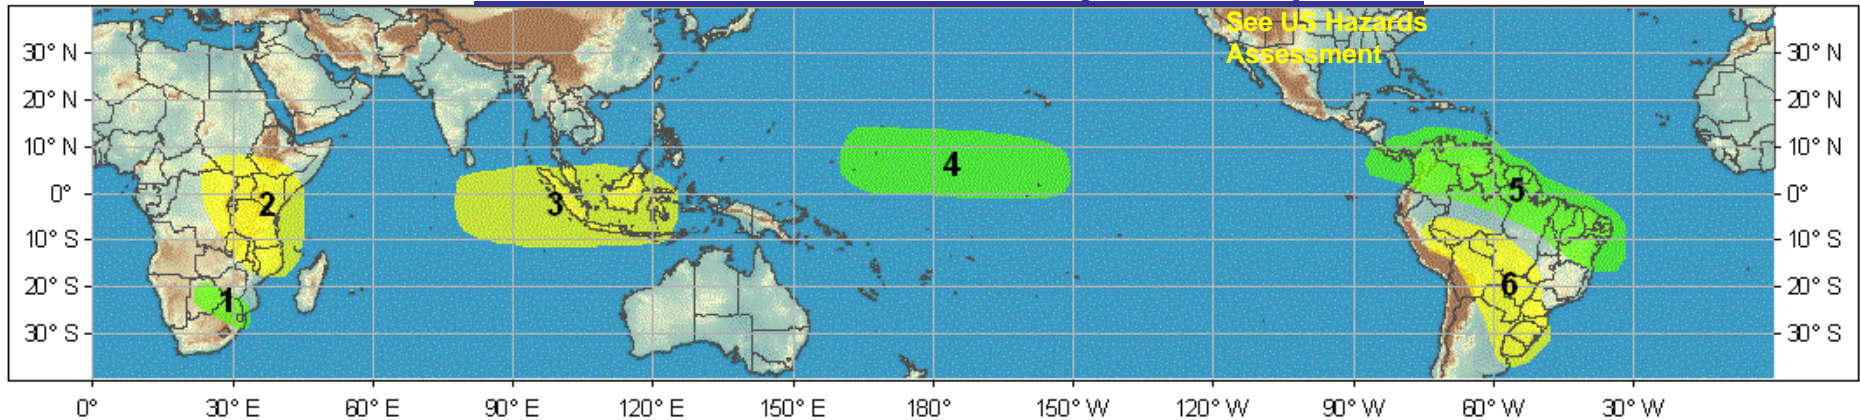 See US Hazards
Assessment
30° N 30° N
20° N 20° N
10° N 4 10° N
0° 2 3 5 0°
10° S 10° S
20° S 1 6 20° S
30° S 30° S
0° 30° E 60° E 90° E 120° E 150° E 180° 150° W 120° W 90° W 60° W 30° W